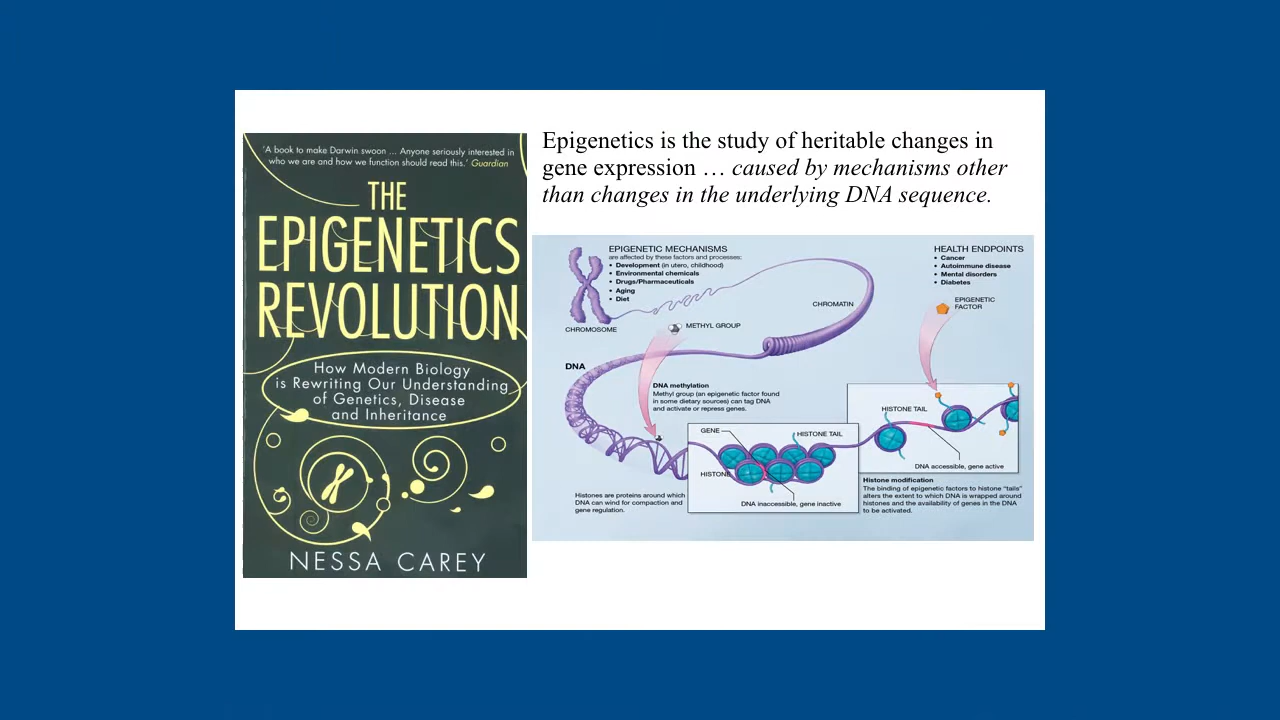 'A book to make Darwin swoon ... Anyone seriously interested in
who we are and how we function should read this.' Guardian
THE
EPIGENETICS
REVOLUTION
How Modern Biology
is Rewriting Our Understanding
of Genetics, Disease
and Inheritance
NESSA CAREY
Epigenetics is the study of heritable changes in
gene expression … caused by mechanisms other
than changes in the underlying DNA sequence.
EPIGENETIC MECHANISMS
are affected by these factors and processes:
• Development (in utero, childhood)
• Environmental chemicals
• Drugs/Pharmaceuticals
• Aging
• Diet
HEALTH ENDPOINTS
• Cancer
• Autoimmune disease
• Mental disorders
• Diabetes
EPIGENETIC
FACTOR
CHROMATIN
CHROMOSOME
METHYL GROUP
DNA
DNA methylation
Methyl group (an epigenetic factor found
in some dietary sources) can tag DNA
and activate or repress genes.
HISTONE TAIL
GENE
HISTONE TAIL
HISTONE
DNA accessible, gene active
DNA inaccessible, gene inactive
Histones are proteins around which
DNA can wind for compaction and
gene regulation.
Histone modification
The binding of epigenetic factors to histone "tails"
alters the extent to which DNA is wrapped around
histones and the availability of genes in the DNA
to be activated.